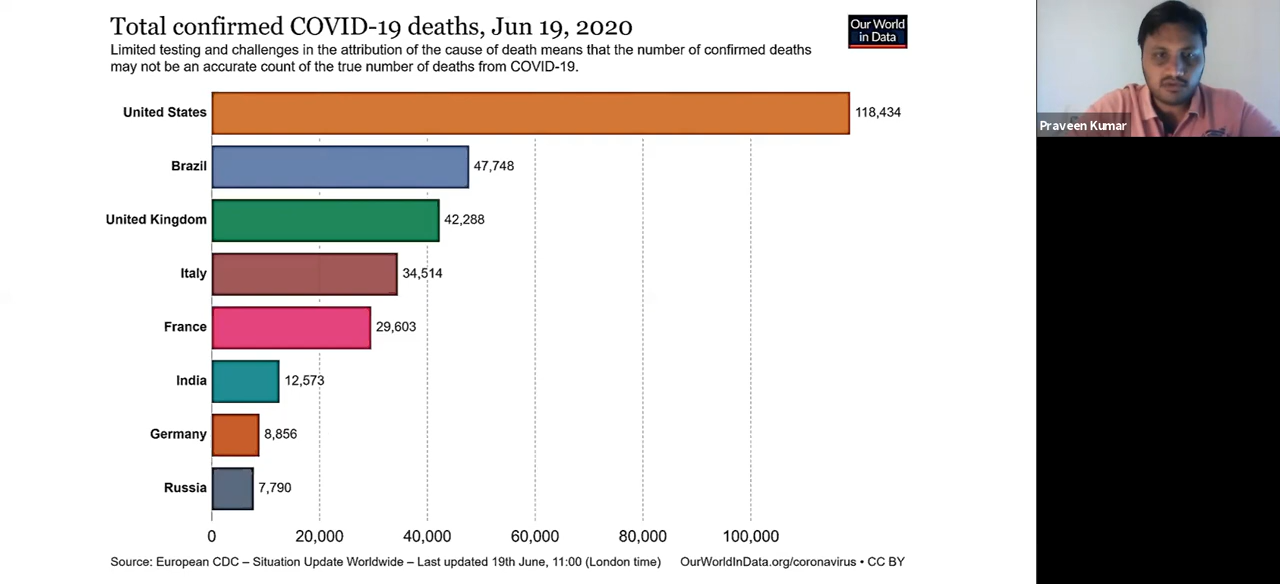 Total confirmed COVID-19 deaths, Jun 19, 2020
Our World
in Data
Limited testing and challenges in the attribution of the cause of death means that the number of confirmed deaths
may not be an accurate count of the true number of deaths from COVID-19.
United States 118,434
Brazil 47,748
United Kingdom 42,288
Italy 34,514
France 29,603
India 12,573
Germany 8,856
Russia 7,790
0 20,000 40,000 60,000 80,000 100,000
Source: European CDC – Situation Update Worldwide – Last updated 19th June, 11:00 (London time) OurWorldInData.org/coronavirus • CC BY
Praveen Kumar